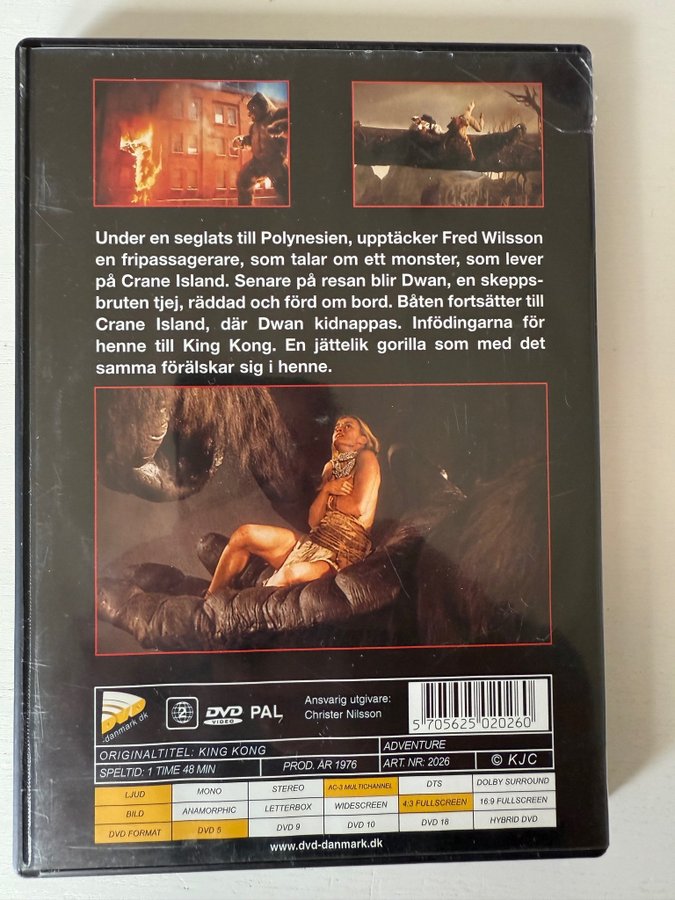 Under en seglats till Polynesien, upptäcker Fred Wilsson
en fripassagerare, som talar om ett monster, som lever
på Crane Island. Senare på resan blir Dwan, en skepps-
bruten tjej, räddad och förd om bord. Båten fortsätter till
Crane Island, där Dwan kidnappas. Infödingarna för
henne till King Kong. En jättelik gorilla som med det
samma förälskar sig i henne.
-danmark.dk
2
DVD
VIDEO
PAL
Ansvarig utgivare:
Christer Nilsson
5 705625 020260
ORIGINALTITEL: KING KONG
ADVENTURE
SPELTID: 1 TIME 48 MIN
PROD. ÅR 1976
ART. NR: 2026
© KJC
LJUD MONO STEREO AC-3 MULTICHANNEL DTS DOLBY SURROUND
BILD ANAMORPHIC LETTERBOX WIDESCREEN 4:3 FULLSCREEN 16:9 FULLSCREEN
DVD FORMAT DVD 5 DVD 9 DVD 10 DVD 18 HYBRID DVD
www.dvd-danmark.dk